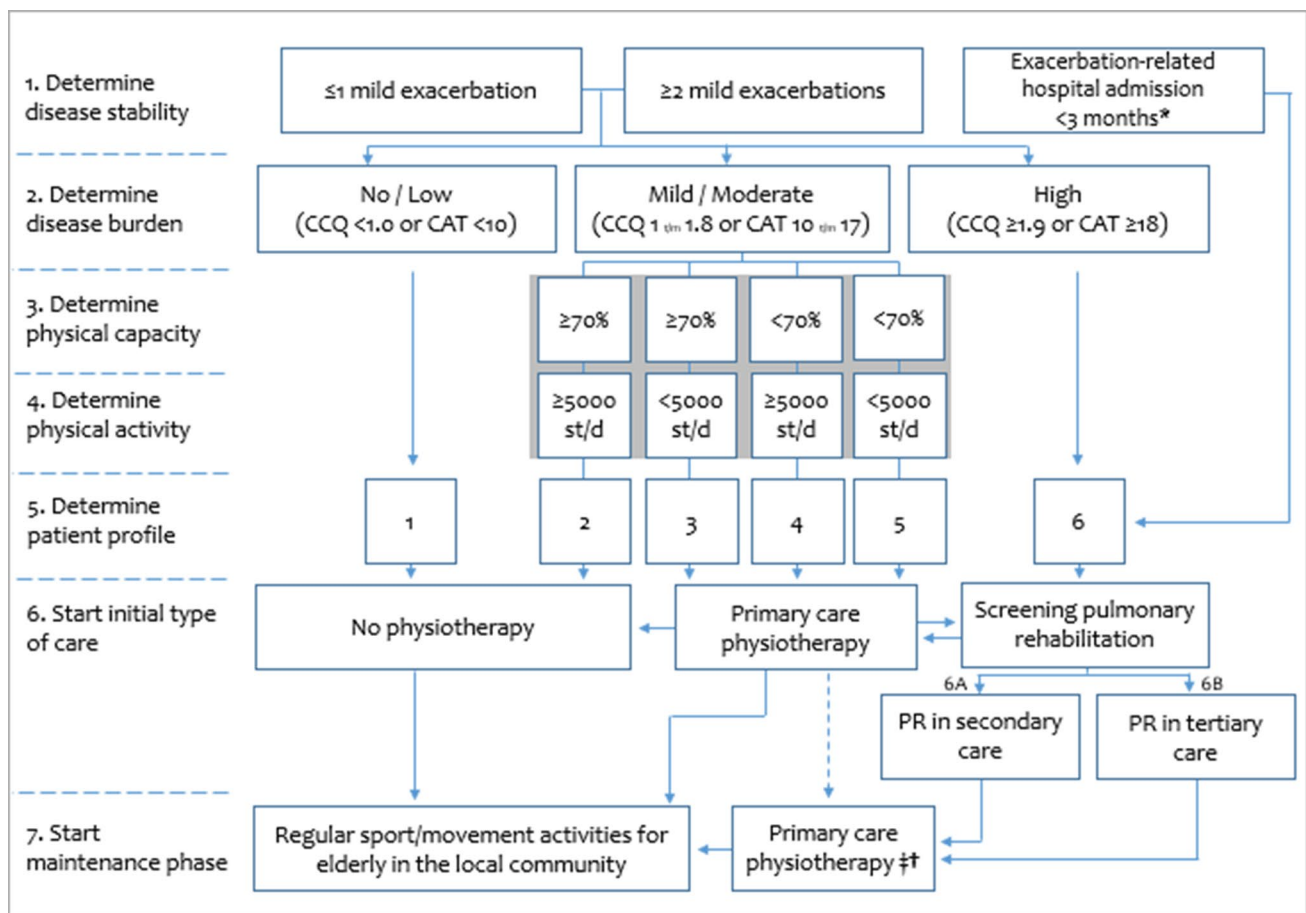 1. Determine
disease stability
≤1 mild exacerbation
≥2 mild exacerbations
Exacerbation-related
hospital admission
<3 months*
2. Determine
disease burden
No / Low
(CCQ <1.0 or CAT <10)
Mild / Moderate
(CCQ 1 t/m 1.8 or CAT 10 t/m 17)
High
(CCQ ≥1.9 or CAT ≥18)
3. Determine
physical capacity
≥70%
≥70%
<70%
<70%
4. Determine
physical activity
≥5000
st/d
<5000
st/d
≥5000
st/d
<5000
st/d
5. Determine
patient profile
1
2
3
4
5
6
6. Start initial type
of care
No physiotherapy
Primary care
physiotherapy
Screening pulmonary
rehabilitation
6A
6B
PR in secondary
care
PR in tertiary
care
7. Start
maintenance phase
Regular sport/movement activities for
elderly in the local community
Primary care
physiotherapy ‡†